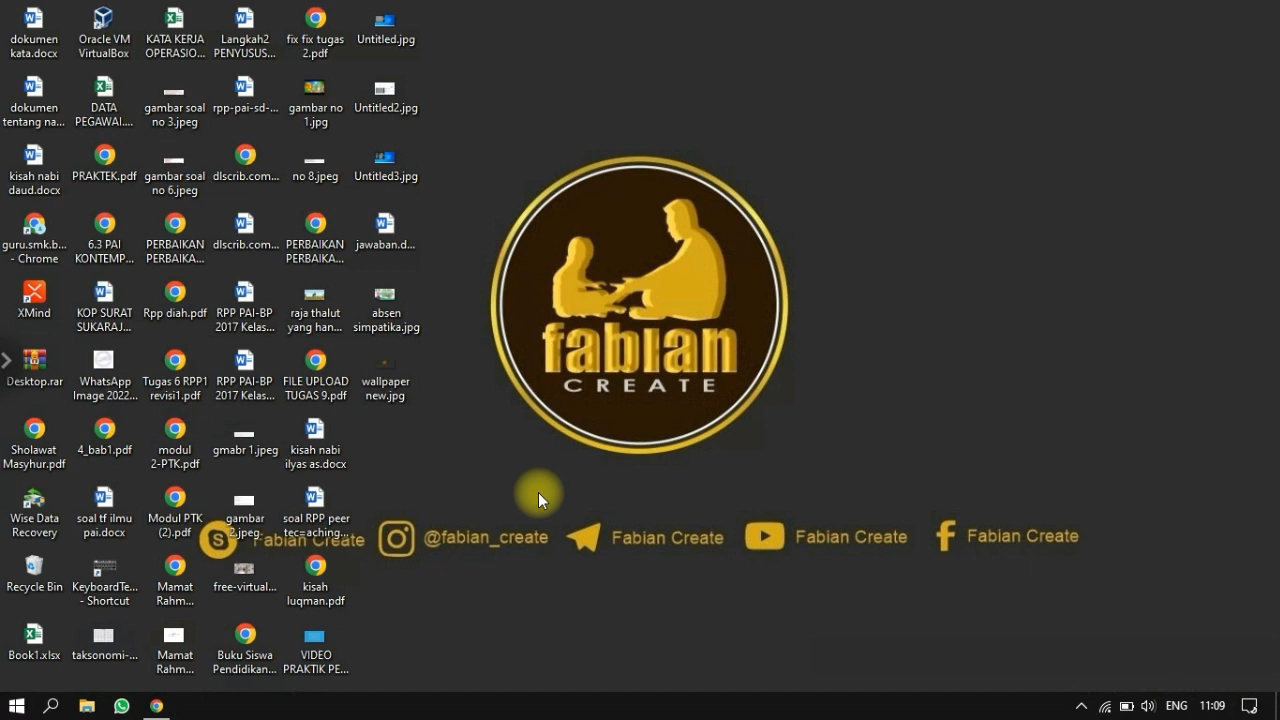 dokumen
kata.docx
Oracle VM
VirtualBox
KATA KERJA
OPERASIO...
Langkah2
PENYUSUS...
fix fix tugas
2.pdf
Untitled.jpg
dokumen
tentang na...
DATA
PEGAWAI....
gambar soal
no 3.jpeg
rpp-pai-sd-...
gambar no
1.jpg
Untitled2.jpg
kisah nabi
daud.docx
PRAKTEK.pdf
gambar soal
no 6.jpeg
dlscrib.com...
no 8.jpeg
Untitled3.jpg
guru.smk.b...
- Chrome
6.3 PAI
KONTEMP...
PERBAIKAN
PERBAIKA...
dlscrib.com...
PERBAIKAN
PERBAIKA...
jawaban.d...
XMind
KOP SURAT
SUKARAJ...
Rpp diah.pdf
RPP PAI-BP
2017 Kelas...
raja thalut
yang han...
absen
simpatika.jpg
Desktop.rar
WhatsApp
Image 2022...
Tugas 6 RPP1
revisi1.pdf
RPP PAI-BP
2017 Kelas...
FILE UPLOAD
TUGAS 9.pdf
wallpaper
new.jpg
Sholawat
Masyhur.pdf
4_bab1.pdf
modul
2-PTK.pdf
gmabr 1.jpeg
kisah nabi
ilyas as.docx
Wise Data
Recovery
soal tf ilmu
pai.docx
Modul PTK
(2).pdf
gambar
2.jpeg
soal RPP peer
tec=aching...
Recycle Bin
KeyboardTe...
- Shortcut
Mamat
Rahm...
free-virtual...
kisah
luqman.pdf
Book1.xlsx
taksonomi-...
Mamat
Rahm...
Buku Siswa
Pendidikan...
VIDEO
PRAKTIK PE...
fabian
CREATE
Fabian Create
@fabian_create
Fabian Create
Fabian Create
Fabian Create
ENG
11:09